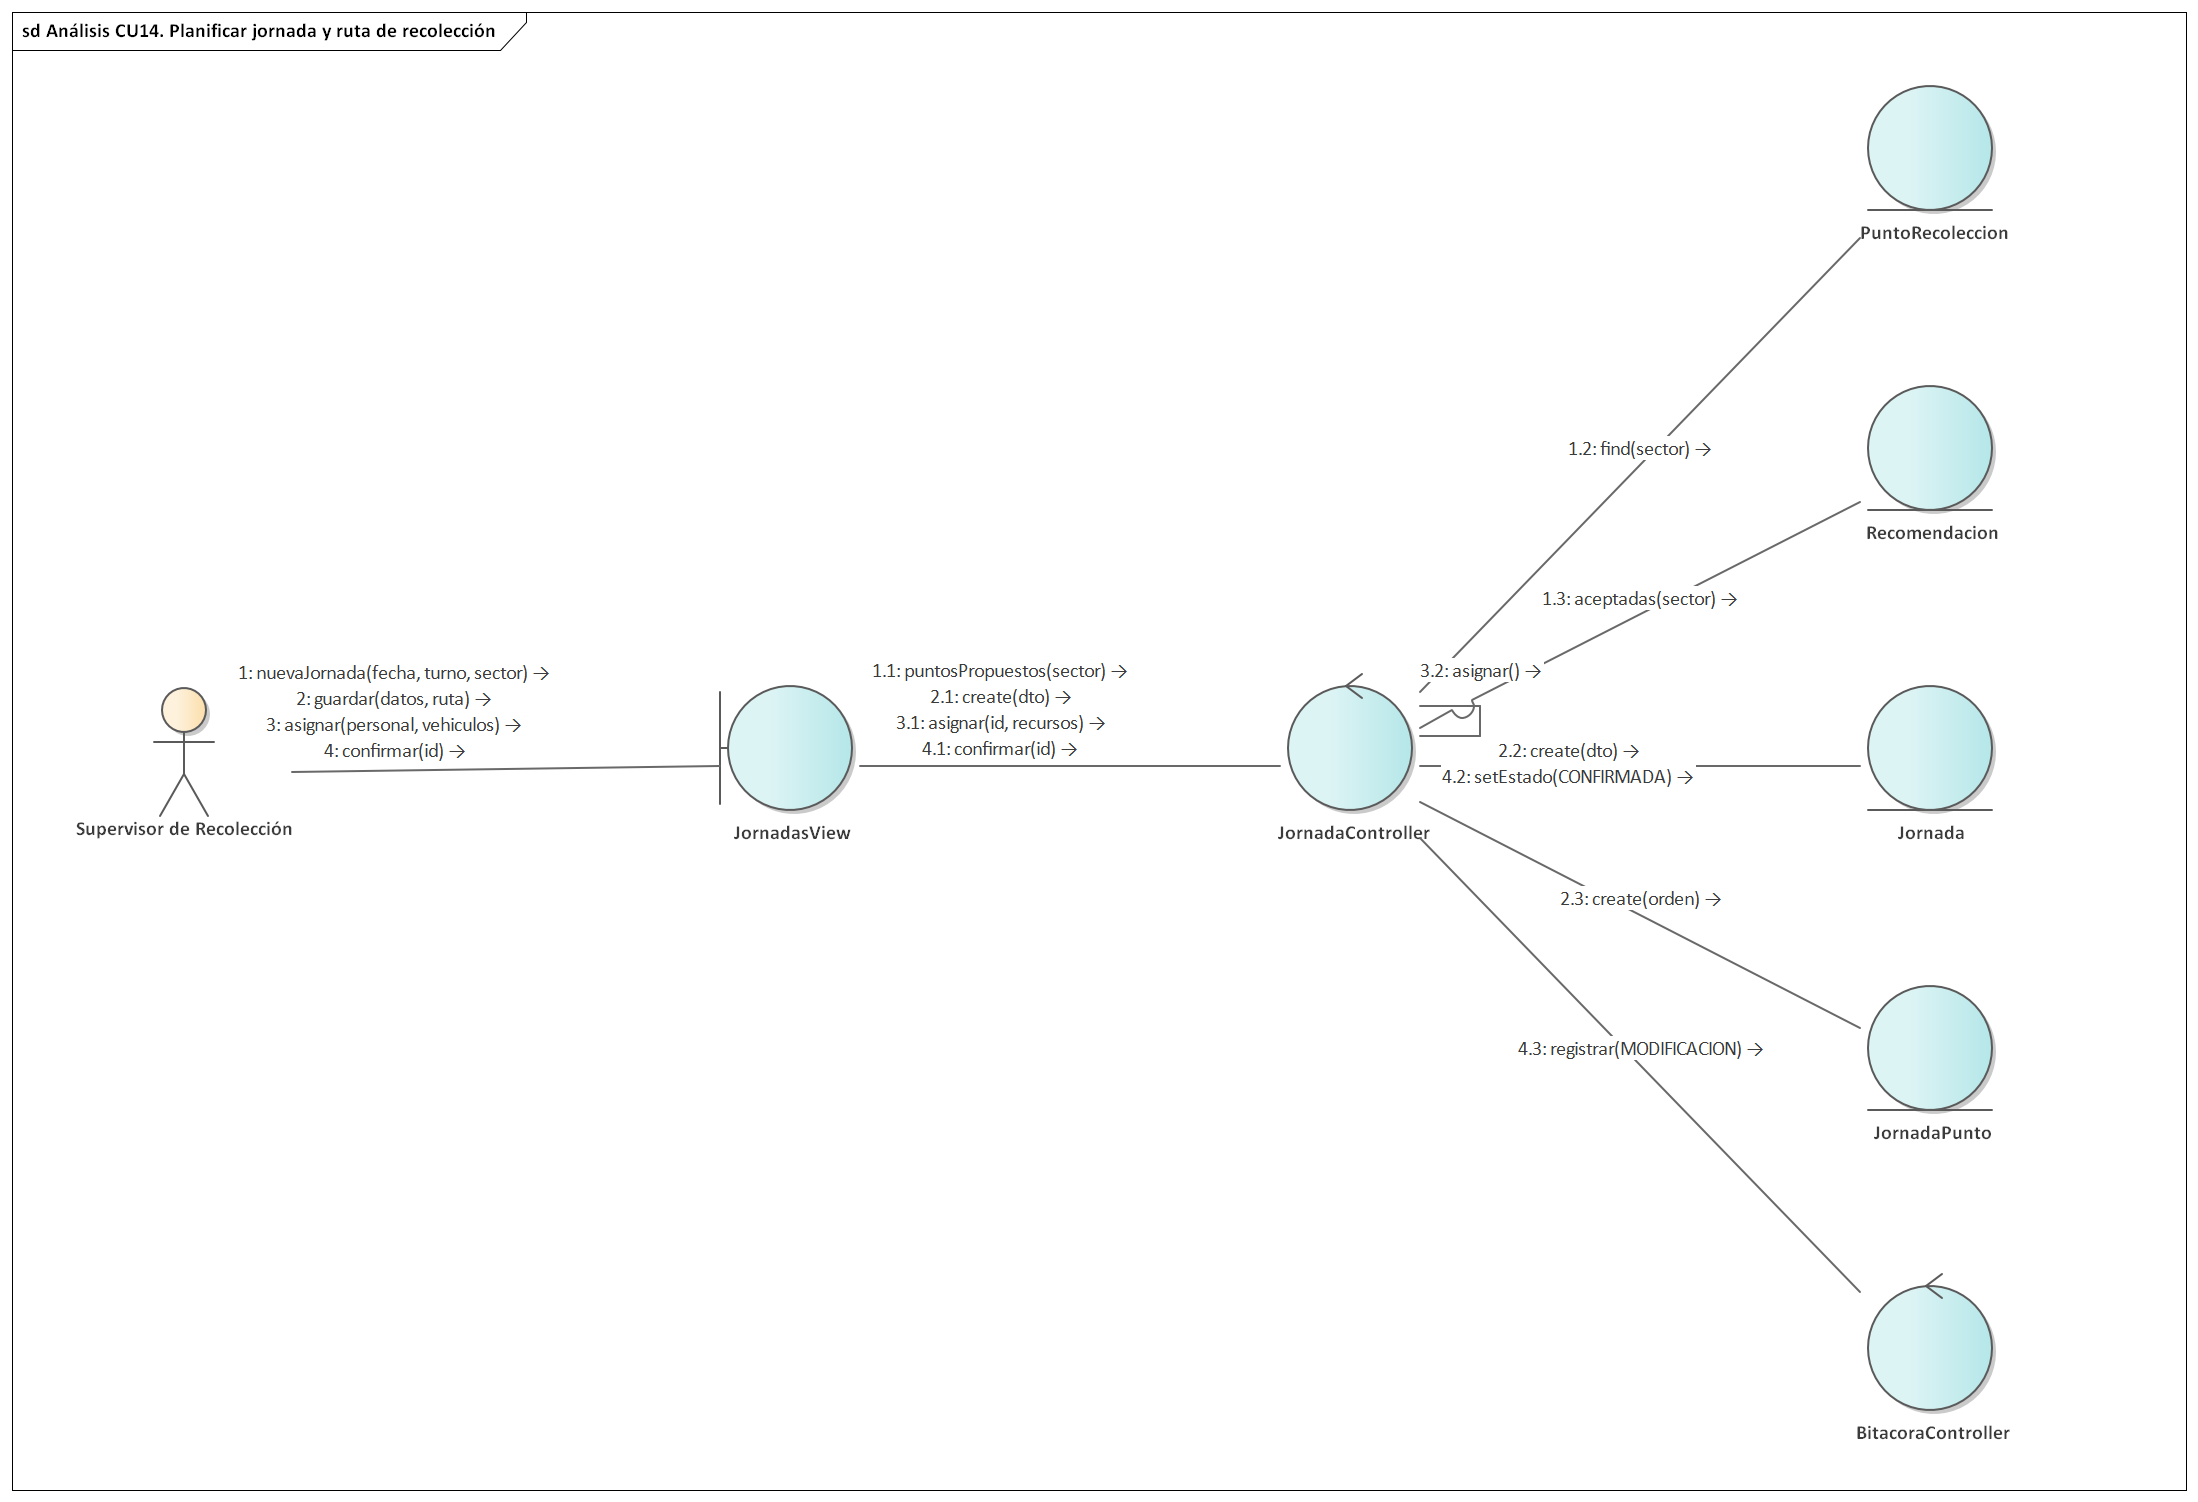 sd Análisis CU14. Planificar jornada y ruta de recolección
PuntoRecoleccion
1.2: find(sector) →
Recomendacion
1.3: aceptadas(sector) →
1: nuevaJornada(fecha, turno, sector) →
2: guardar(datos, ruta) →
3: asignar(personal, vehiculos) →
4: confirmar(id) →
1.1: puntosPropuestos(sector) →
2.1: create(dto) →
3.1: asignar(id, recursos) →
4.1: confirmar(id) →
3.2: asignar() →
2.2: create(dto) →
4.2: setEstado(CONFIRMADA) →
Supervisor de Recolección
JornadasView
JornadaController
Jornada
2.3: create(orden) →
4.3: registrar(MODIFICACION) →
JornadaPunto
BitacoraController